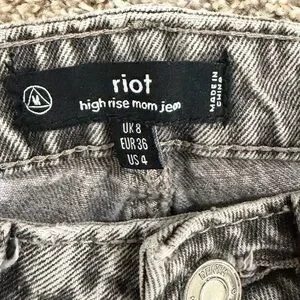 riot
high rise mom jean
UK 8
EUR 36
US 4
MADE IN
CHINA